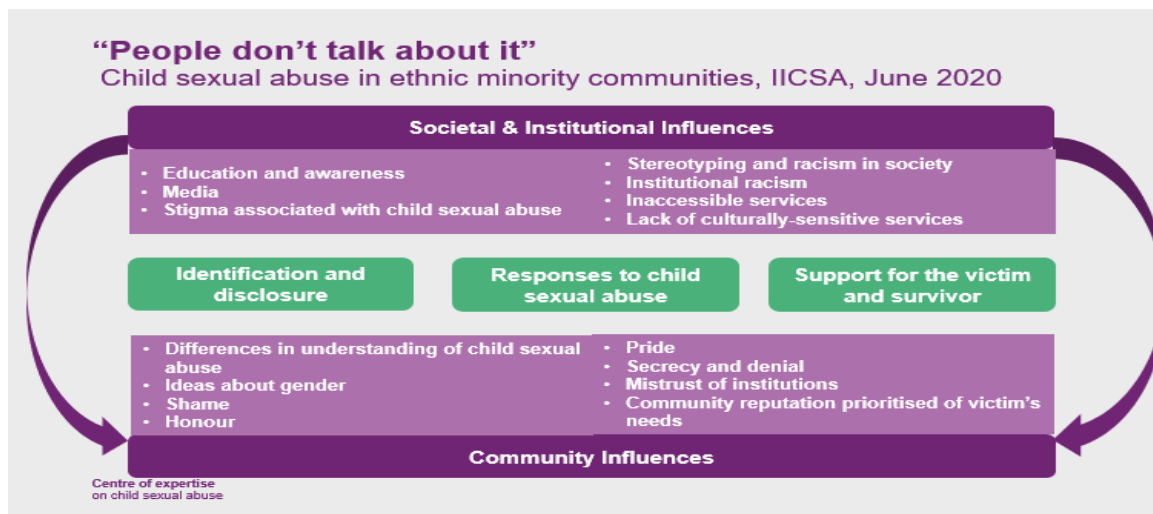 “People don’t talk about it”
Child sexual abuse in ethnic minority communities, IICSA, June 2020
Societal & Institutional Influences
• Education and awareness
• Media
• Stigma associated with child sexual abuse
• Stereotyping and racism in society
• Institutional racism
• Inaccessible services
• Lack of culturally-sensitive services
Identification and
disclosure
Responses to child
sexual abuse
Support for the victim
and survivor
• Differences in understanding of child sexual
abuse
• Ideas about gender
• Shame
• Honour
• Pride
• Secrecy and denial
• Mistrust of institutions
• Community reputation prioritised of victim’s
needs
Community Influences
Centre of expertise
on child sexual abuse